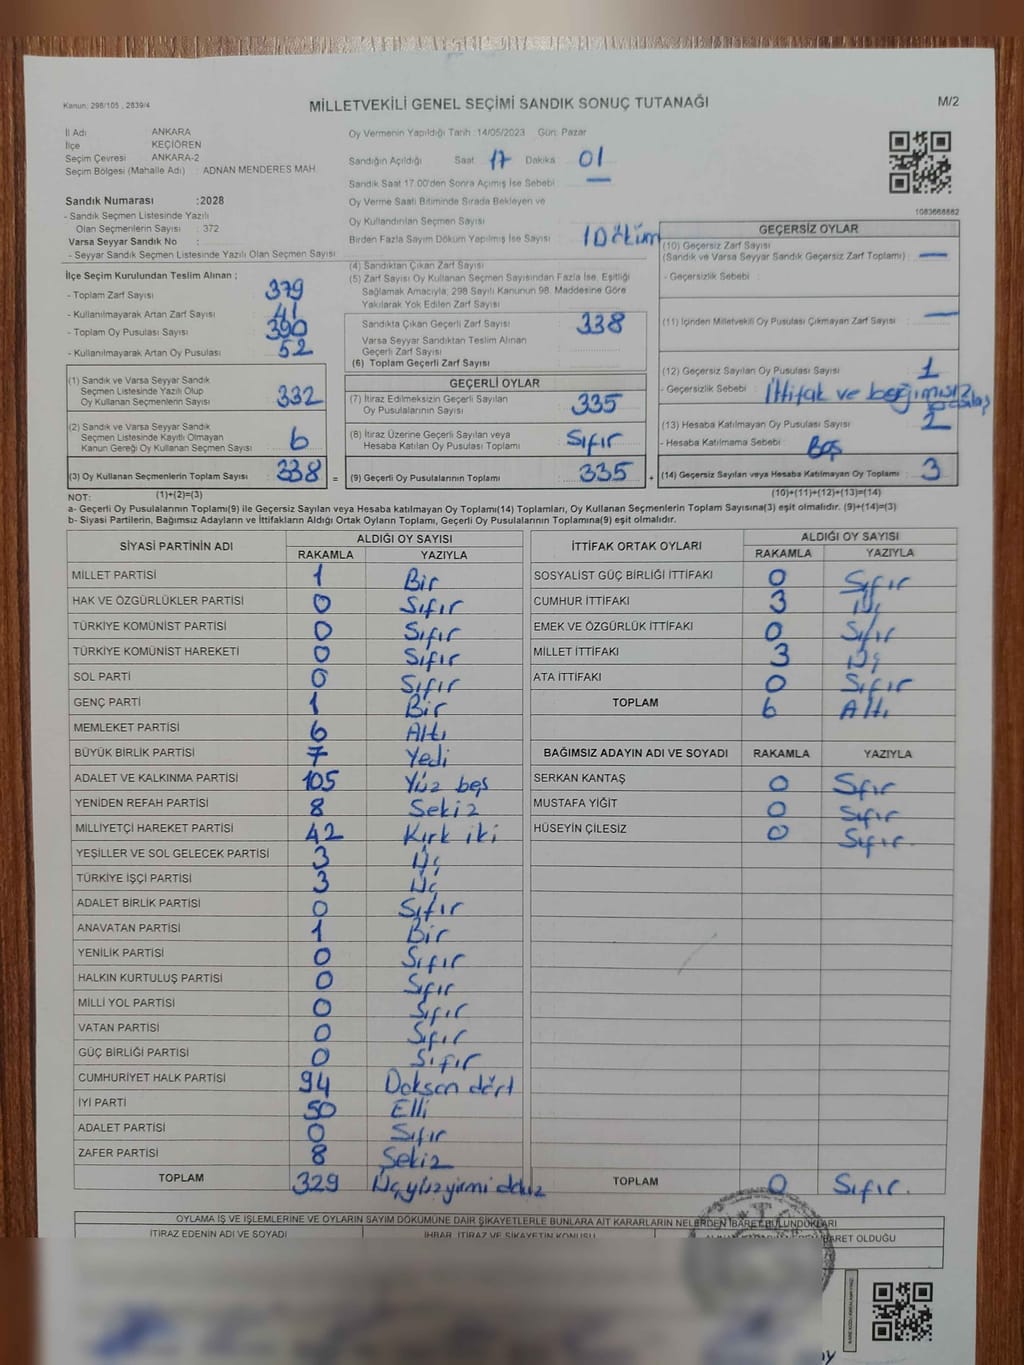 Kanun: 298/105 , 2839/4
MİLLETVEKİLİ GENEL SEÇİMİ SANDIK SONUÇ TUTANAĞI
M/2
İl Adı ANKARA
İlçe KEÇİÖREN
Seçim Çevresi ANKARA-2
Seçim Bölgesi (Mahalle Adı) : ADNAN MENDERES MAH
Sandık Numarası :2028
- Sandık Seçmen Listesinde Yazılı
Olan Seçmenlerin Sayısı : 372
Varsa Seyyar Sandık No :
- Seyyar Sandık Seçmen Listesinde Yazılı Olan Seçmen Sayısı :
Oy Vermenin Yapıldığı Tarih :14/05/2023 Gün: Pazar
Sandığın Açıldığı Saat 17 Dakika 01
Sandık Saat 17.00'den Sonra Açılmış İse Sebebi —
Oy Verme Saati Bitiminde Sırada Bekleyen ve
Oy Kullandırılan Seçmen Sayısı
Birden Fazla Sayım Döküm Yapılmış İse Sayısı 1 Döküm
1083668882
İlçe Seçim Kurulundan Teslim Alınan ;
- Toplam Zarf Sayısı : 379
- Kullanılmayarak Artan Zarf Sayısı : 41
- Toplam Oy Pusulası Sayısı : 390
- Kullanılmayarak Artan Oy Pusulası : 52
(1) Sandık ve Varsa Seyyar Sandık
Seçmen Listesinde Yazılı Olup
Oy Kullanan Seçmenlerin Sayısı 332
(2) Sandık ve Varsa Seyyar Sandık
Seçmen Listesinde Kayıtlı Olmayan
Kanun Gereği Oy Kullanan Seçmen Sayısı 6
(3) Oy Kullanan Seçmenlerin Toplam Sayısı 338 =
(4) Sandıktan Çıkan Zarf Sayısı
(5) Zarf Sayısı Oy Kullanan Seçmen Sayısından Fazla İse, Eşitliği
Sağlamak Amacıyla; 298 Sayılı Kanunun 98. Maddesine Göre
Yakılarak Yok Edilen Zarf Sayısı
Sandıkta Çıkan Geçerli Zarf Sayısı : 338
Varsa Seyyar Sandıktan Teslim Alınan
Geçerli Zarf Sayısı
(6) Toplam Geçerli Zarf Sayısı
GEÇERLİ OYLAR
(7) İtiraz Edilmeksizin Geçerli Sayılan
Oy Pusulalarının Sayısı 335
(8) İtiraz Üzerine Geçerli Sayılan veya
Hesaba Katılan Oy Pusulası Toplamı Sıfır
(9) Geçerli Oy Pusulalarının Toplamı 335 +
GEÇERSİZ OYLAR
(10) Geçersiz Zarf Sayısı
(Sandık ve Varsa Seyyar Sandık Geçersiz Zarf Toplamı) : —
- Geçersizlik Sebebi :
(11) İçinden Milletvekili Oy Pusulası Çıkmayan Zarf Sayısı : —
(12) Geçersiz Sayılan Oy Pusulası Sayısı : 1
- Geçersizlik Sebebi : İttifak ve bağımsız
(13) Hesaba Katılmayan Oy Pusulası Sayısı : 2
- Hesaba Katılmama Sebebi : Boş
(14) Geçersiz Sayılan veya Hesaba Katılmayan Oy Toplamı : 3
(10)+(11)+(12)+(13)=(14)
NOT: (1)+(2)=(3)
a- Geçerli Oy Pusulalarının Toplamı(9) ile Geçersiz Sayılan veya Hesaba katılmayan Oy Toplamı(14) Toplamları, Oy Kullanan Seçmenlerin Toplam Sayısına(3) eşit olmalıdır. (9)+(14)=(3)
b- Siyasi Partilerin, Bağımsız Adayların ve İttifakların Aldığı Ortak Oyların Toplamı, Geçerli Oy Pusulalarının Toplamına(9) eşit olmalıdır.
SİYASİ PARTİNİN ADI ALDIĞI OY SAYISI
RAKAMLA YAZIYLA
MİLLET PARTİSİ 1 Bir
HAK VE ÖZGÜRLÜKLER PARTİSİ 0 Sıfır
TÜRKİYE KOMÜNİST PARTİSİ 0 Sıfır
TÜRKİYE KOMÜNİST HAREKETİ 0 Sıfır
SOL PARTİ 0 Sıfır
GENÇ PARTİ 1 Bir
MEMLEKET PARTİSİ 6 Altı
BÜYÜK BİRLİK PARTİSİ 7 Yedi
ADALET VE KALKINMA PARTİSİ 105 Yüz beş
YENİDEN REFAH PARTİSİ 8 Sekiz
MİLLİYETÇİ HAREKET PARTİSİ 42 Kırk iki
YEŞİLLER VE SOL GELECEK PARTİSİ 3 Üç
TÜRKİYE İŞÇİ PARTİSİ 3 Üç
ADALET BİRLİK PARTİSİ 0 Sıfır
ANAVATAN PARTİSİ 1 Bir
YENİLİK PARTİSİ 0 Sıfır
HALKIN KURTULUŞ PARTİSİ 0 Sıfır
MİLLİ YOL PARTİSİ 0 Sıfır
VATAN PARTİSİ 0 Sıfır
GÜÇ BİRLİĞİ PARTİSİ 0 Sıfır
CUMHURİYET HALK PARTİSİ 94 Doksan dört
İYİ PARTİ 50 Elli
ADALET PARTİSİ 0 Sıfır
ZAFER PARTİSİ 8 Sekiz
TOPLAM 329
İTTİFAK ORTAK OYLARI ALDIĞI OY SAYISI
RAKAMLA YAZIYLA
SOSYALİST GÜÇ BİRLİĞİ İTTİFAKI 0 Sıfır
CUMHUR İTTİFAKI 3 Üç
EMEK VE ÖZGÜRLÜK İTTİFAKI 0 Sıfır
MİLLET İTTİFAKI 3 Üç
ATA İTTİFAKI 0 Sıfır
TOPLAM 6 Altı
BAĞIMSIZ ADAYIN ADI VE SOYADI RAKAMLA YAZIYLA
SERKAN KANTAŞ 0 Sıfır
MUSTAFA YİĞİT 0 Sıfır
HÜSEYİN ÇİLESİZ 0 Sıfır.
TOPLAM 0 Sıfır.
OYLAMA İŞ VE İŞLEMLERİNE VE OYLARIN SAYIM DÖKÜMÜNE DAİR ŞİKAYETLERLE BUNLARA AİT KARARLARIN NELERDEN İBARET BULUNDUKLARI
İTİRAZ EDENİN ADI VE SOYADI İHBAR, İTİRAZ VE ŞİKAYETİN KONUSU İBARET OLDUĞU